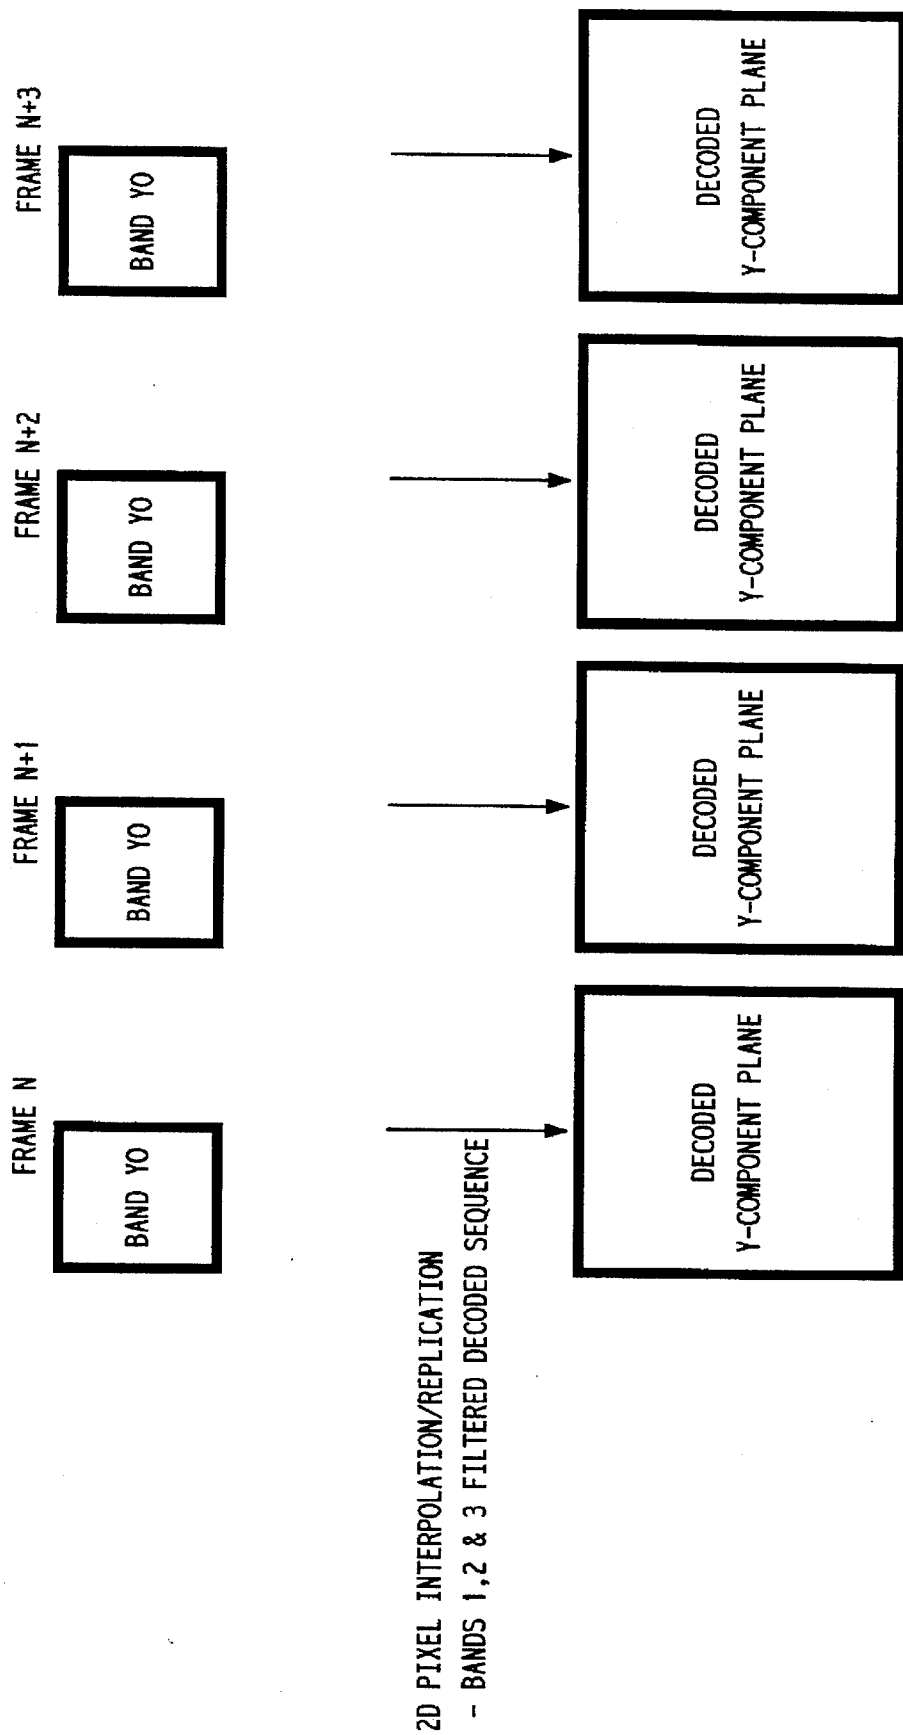 FRAME N
FRAME N+1
FRAME N+2
FRAME N+3
BAND YO
BAND YO
BAND YO
BAND YO
2D PIXEL INTERPOLATION/REPLICATION
- BANDS 1,2 & 3 FILTERED DECODED SEQUENCE
DECODED
Y-COMPONENT PLANE
DECODED
Y-COMPONENT PLANE
DECODED
Y-COMPONENT PLANE
DECODED
Y-COMPONENT PLANE